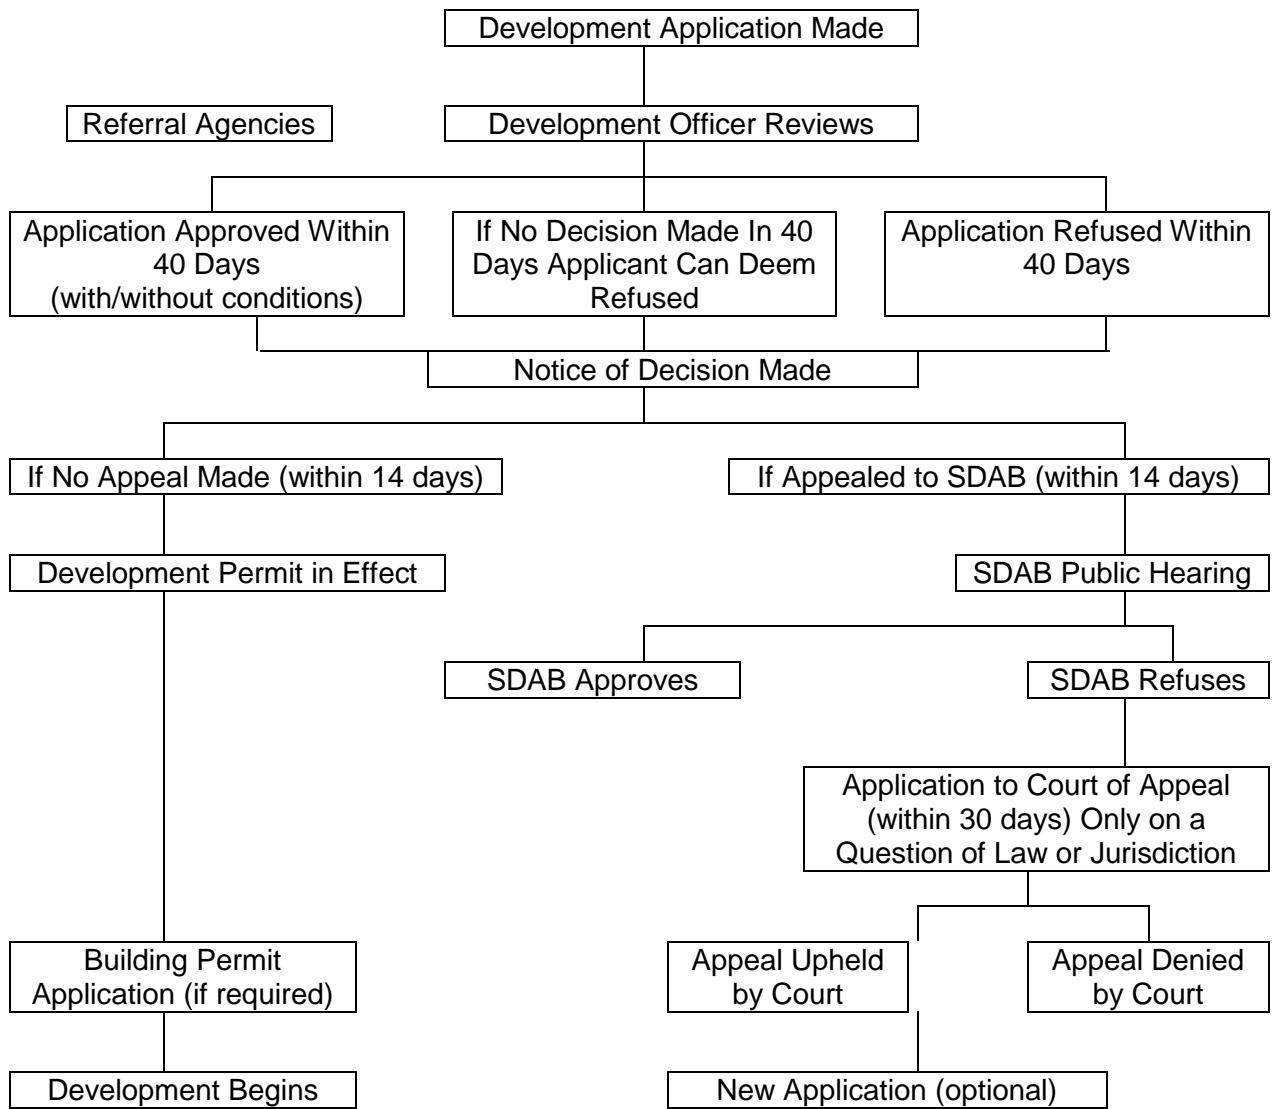 Development Application Made
Referral Agencies
Development Officer Reviews
Application Approved Within
40 Days
(with/without conditions)
If No Decision Made In 40
Days Applicant Can Deem
Refused
Application Refused Within
40 Days
Notice of Decision Made
If No Appeal Made (within 14 days)
If Appealed to SDAB (within 14 days)
Development Permit in Effect
SDAB Public Hearing
SDAB Approves
SDAB Refuses
Application to Court of Appeal
(within 30 days) Only on a
Question of Law or Jurisdiction
Building Permit
Application (if required)
Appeal Upheld
by Court
Appeal Denied
by Court
Development Begins
New Application (optional)